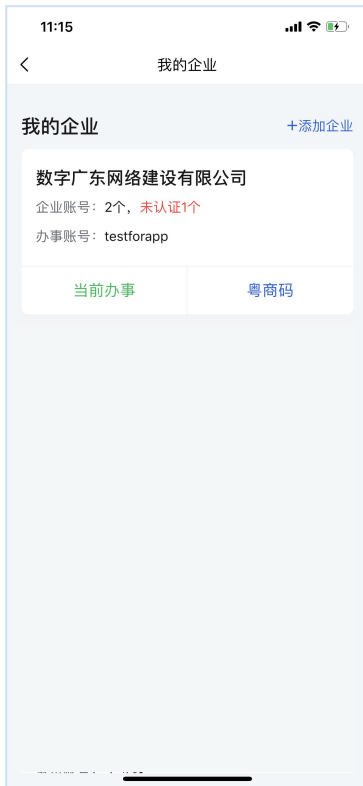 11:15
我的企业
我的企业
+添加企业
数字广东网络建设有限公司
企业账号：2个，未认证1个
办事账号：testforapp
当前办事
粤商码